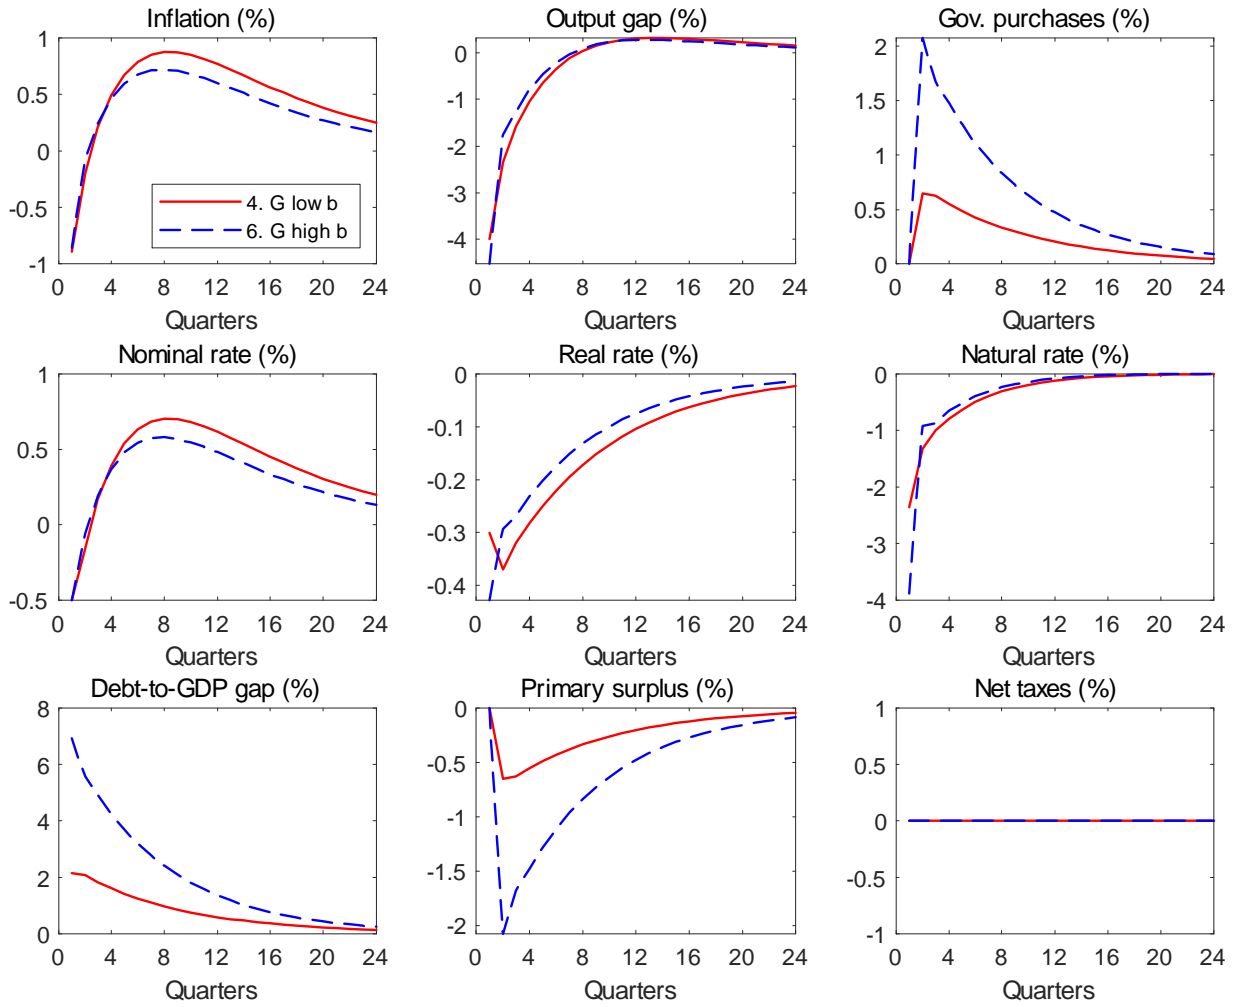 Inflation (%)
1
0.5
0
-0.5
-1
4. G low b
6. G high b
0 4 8 12 16 20 24
Quarters
Output gap (%)
0
-1
-2
-3
-4
0 4 8 12 16 20 24
Quarters
Gov. purchases (%)
2
1.5
1
0.5
0
0 4 8 12 16 20 24
Quarters
Nominal rate (%)
1
0.5
0
-0.5
0 4 8 12 16 20 24
Quarters
Real rate (%)
0
-0.1
-0.2
-0.3
-0.4
0 4 8 12 16 20 24
Quarters
Natural rate (%)
0
-1
-2
-3
-4
0 4 8 12 16 20 24
Quarters
Debt-to-GDP gap (%)
8
6
4
2
0
0 4 8 12 16 20 24
Quarters
Primary surplus (%)
0
-0.5
-1
-1.5
-2
0 4 8 12 16 20 24
Quarters
Net taxes (%)
1
0.5
0
-0.5
-1
0 4 8 12 16 20 24
Quarters